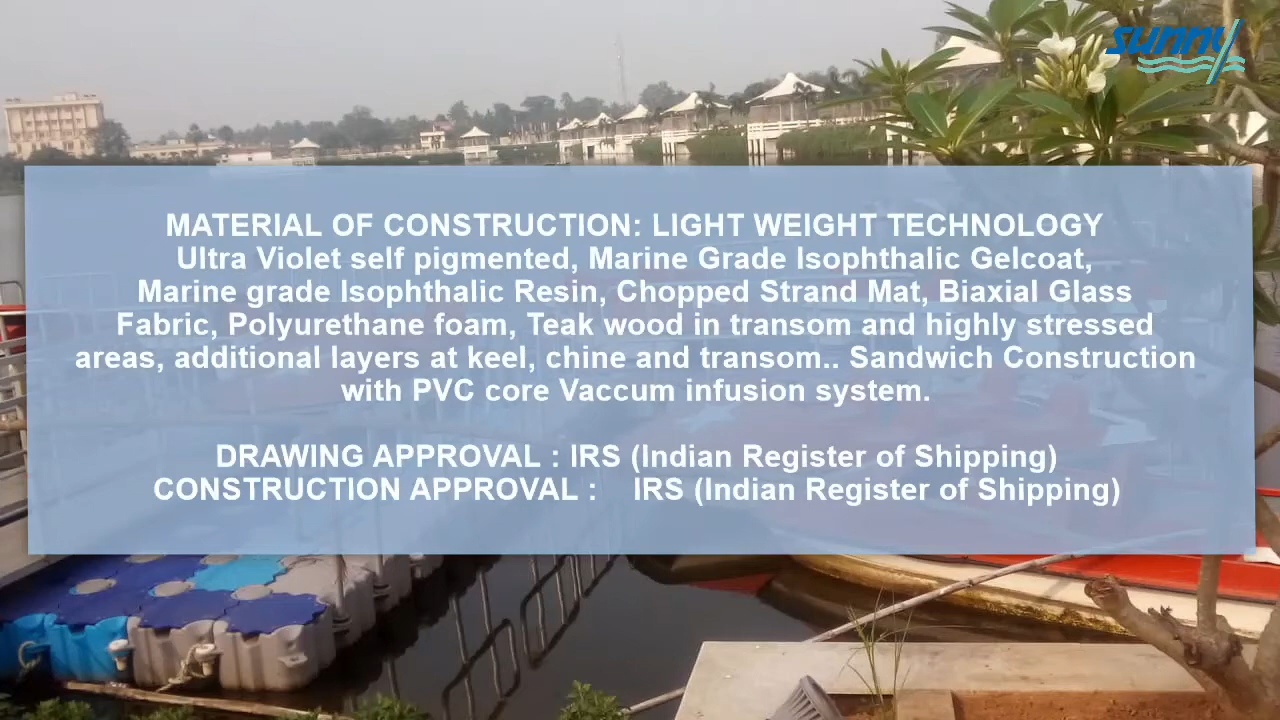 sunny
MATERIAL OF CONSTRUCTION: LIGHT WEIGHT TECHNOLOGY
Ultra Violet self pigmented, Marine Grade Isophthalic Gelcoat,
Marine grade Isophthalic Resin, Chopped Strand Mat, Biaxial Glass
Fabric, Polyurethane foam, Teak wood in transom and highly stressed
areas, additional layers at keel, chine and transom.. Sandwich Construction
with PVC core Vaccum infusion system.
DRAWING APPROVAL : IRS (Indian Register of Shipping)
CONSTRUCTION APPROVAL : IRS (Indian Register of Shipping)